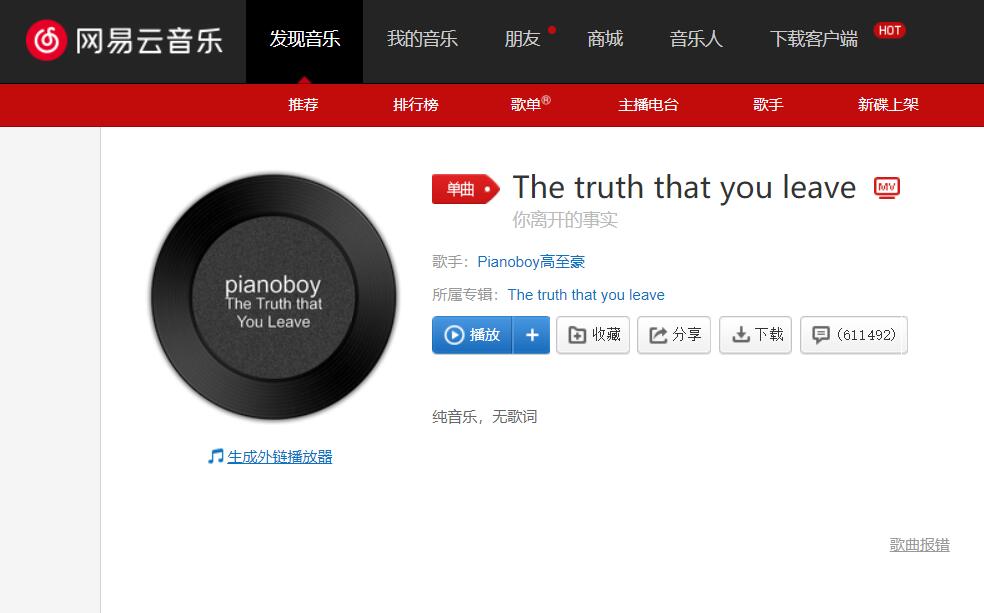 网易云音乐
发现音乐 我的音乐 朋友 商城 音乐人 下载客户端 HOT
推荐 排行榜 歌单® 主播电台 歌手 新碟上架
单曲 The truth that you leave MV
你离开的事实
歌手：Pianoboy高至豪
所属专辑：The truth that you leave
播放 + 收藏 分享 下载 (611492)
纯音乐，无歌词
pianoboy
The Truth that
You Leave
生成外链播放器
歌曲报错